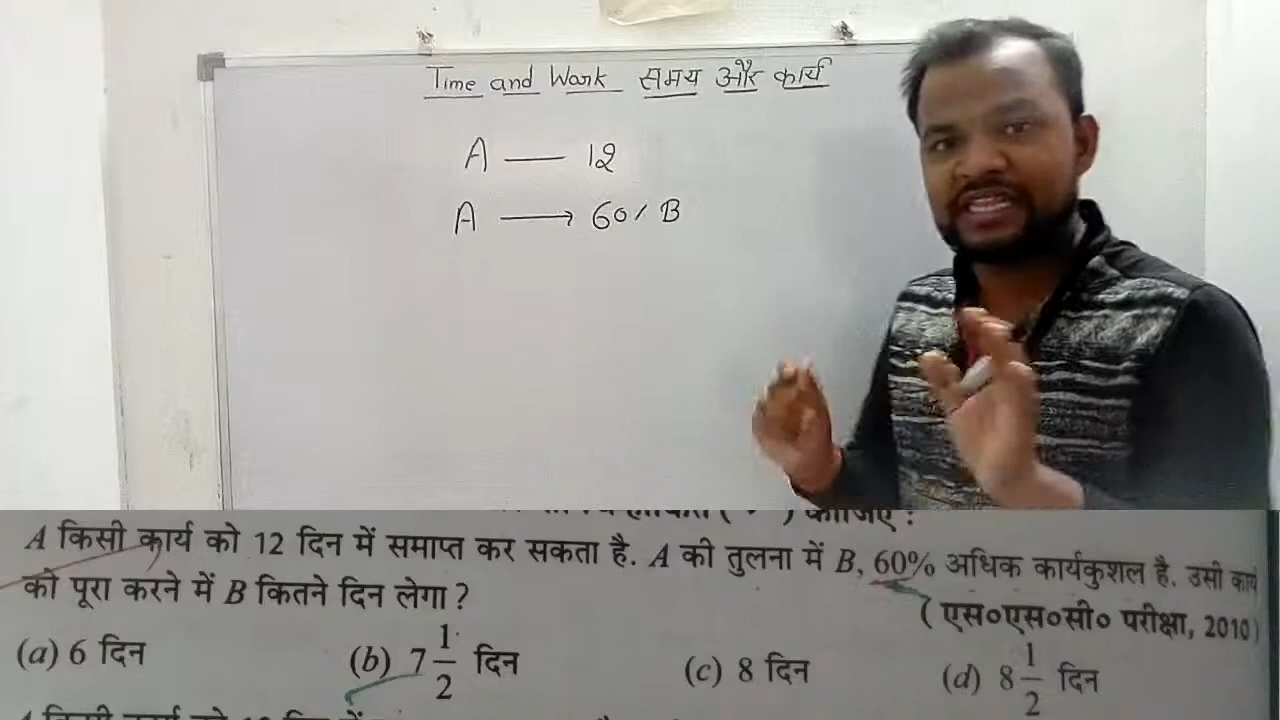 Time and Work समय और कार्य
A — 12
A → 60% B
A किसी कार्य को 12 दिन में समाप्त कर सकता है. A की तुलना में B, 60% अधिक कार्यकुशल है. उसी कार्य
को पूरा करने में B कितने दिन लेगा ?
( एस०एस०सी० परीक्षा, 2010)
(a) 6 दिन (b) 7 1/2 दिन (c) 8 दिन (d) 8 1/2 दिन